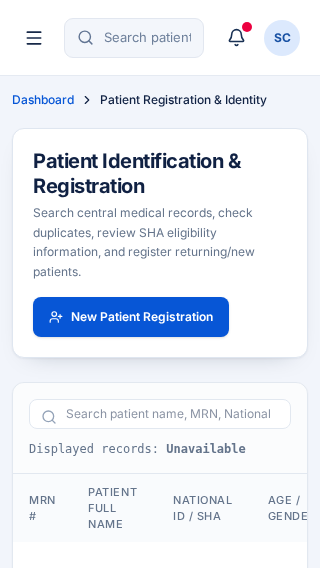 Search patient
SC
Dashboard > Patient Registration & Identity
Patient Identification &
Registration
Search central medical records, check
duplicates, review SHA eligibility
information, and register returning/new
patients.
New Patient Registration
Search patient name, MRN, National
Displayed records: Unavailable
MRN
#
PATIENT
FULL
NAME
NATIONAL
ID / SHA
AGE /
GENDE